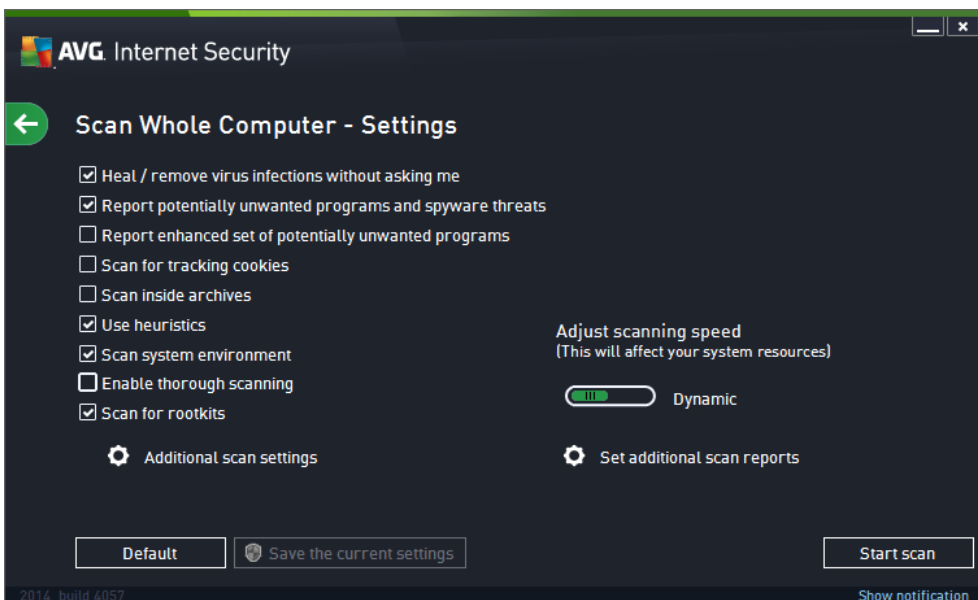 AVG. Internet Security
Scan Whole Computer - Settings
Heal / remove virus infections without asking me
Report potentially unwanted programs and spyware threats
Report enhanced set of potentially unwanted programs
Scan for tracking cookies
Scan inside archives
Use heuristics
Scan system environment
Enable thorough scanning
Scan for rootkits
Adjust scanning speed
(This will affect your system resources)
Dynamic
Additional scan settings
Set additional scan reports
Default
Save the current settings
Start scan
2014 build 4057
Show notification